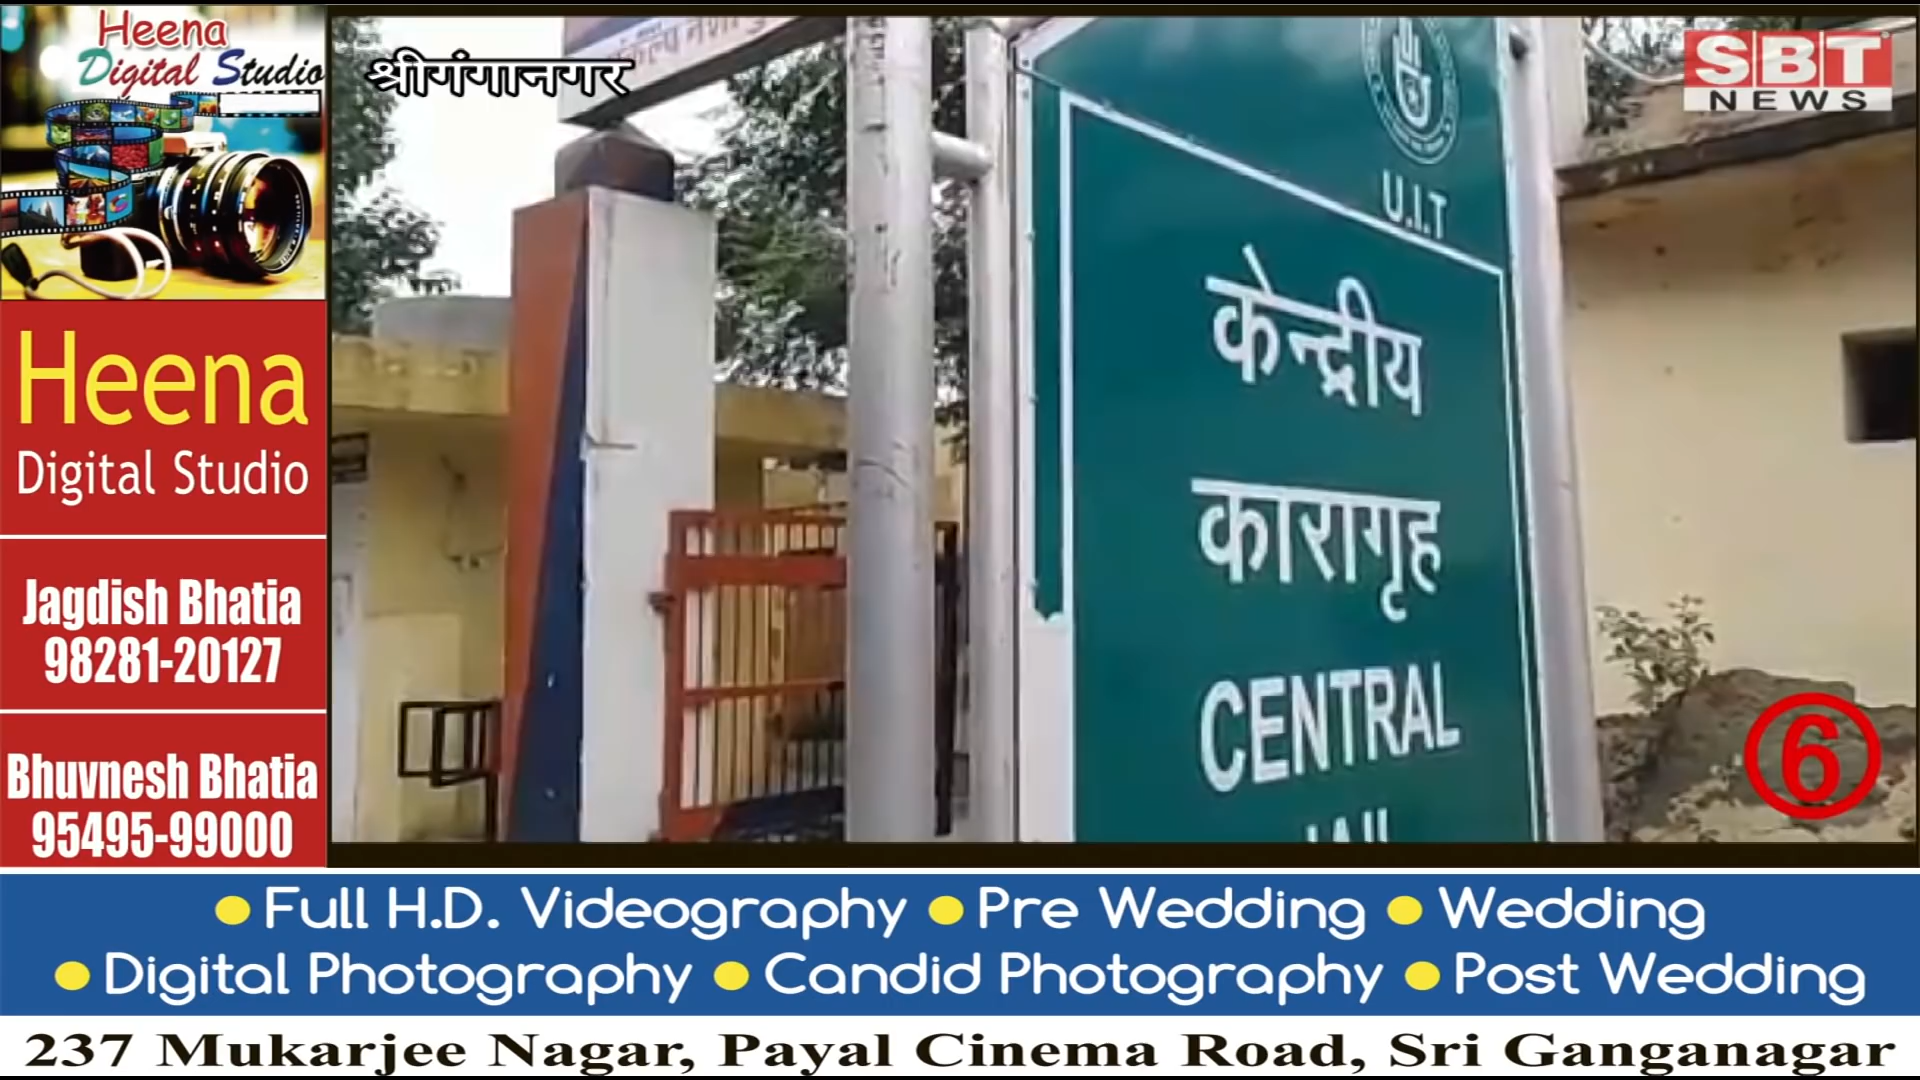 Heena
Digital Studio
Heena
Digital Studio
Jagdish Bhatia
98281-20127
Bhuvnesh Bhatia
95495-99000
श्रीगंगानगर
SBT
NEWS
U.I.T
केन्द्रीय
कारागृह
CENTRAL
JAIL
6
Full H.D. Videography Pre Wedding Wedding
Digital Photography Candid Photography Post Wedding
237 Mukarjee Nagar, Payal Cinema Road, Sri Ganganagar